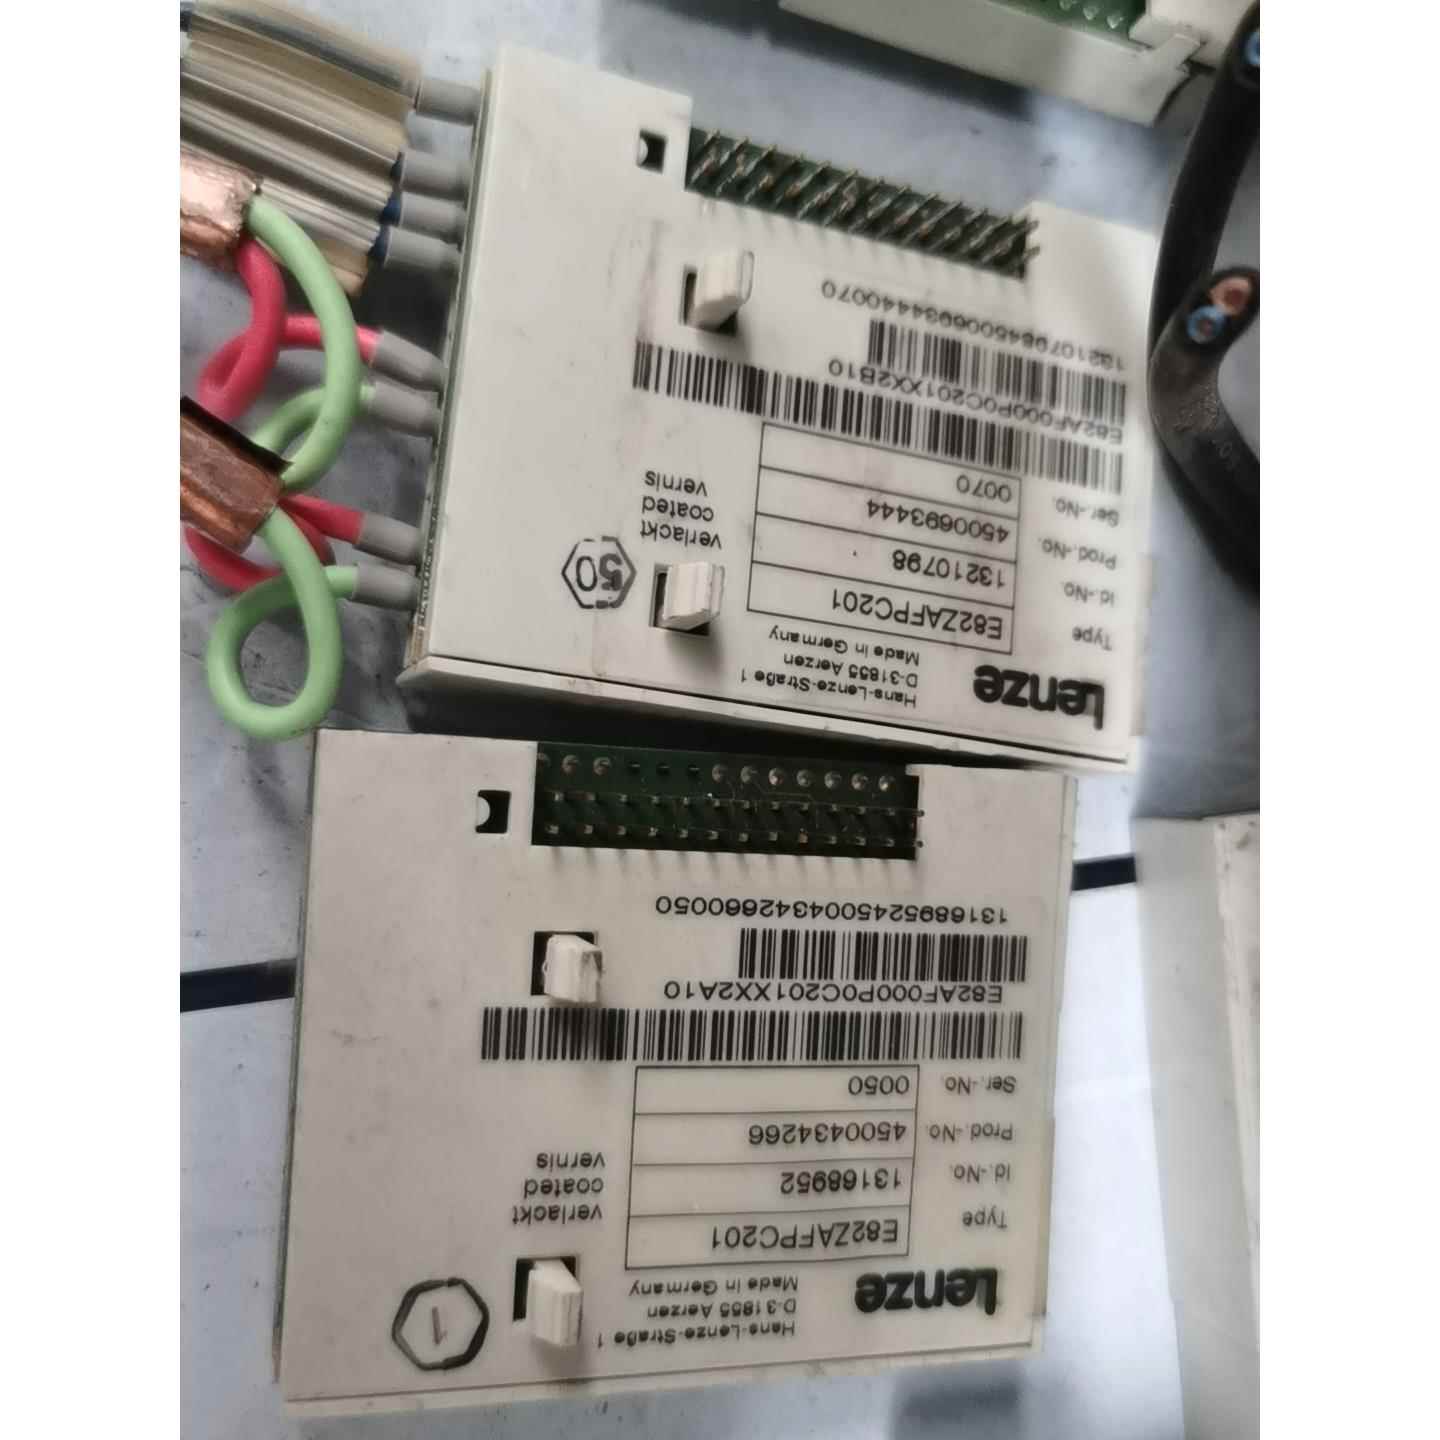 Lenze
Hans-Lenze-Straße 1
D-31855 Aerzen
Made in Germany
Type E82ZAFPC201
Id.-No. 13210798
Prod.-No. 4500693444
Ser.-No. 0070
verlackt
coated
vernis
50
E82AF000P0C201XX2B10
1321079845006934440070
Lenze
Hans-Lenze-Straße 1
D-31855 Aerzen
Made in Germany
Type E82ZAFPC201
Id.-No. 13168952
Prod.-No. 4500434266
Ser.-No. 0050
verlackt
coated
vernis
1
E82AF000P0C201XX2A10
1316895245004342660050